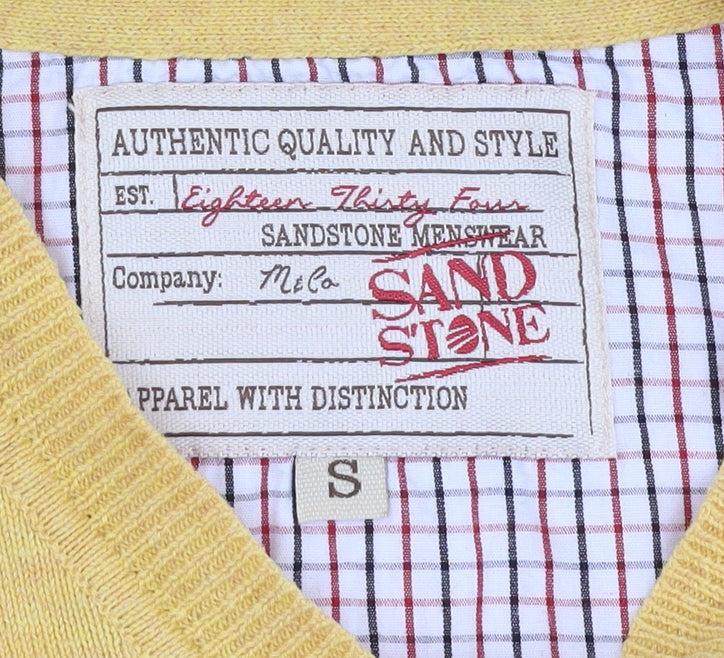 AUTHENTIC QUALITY AND STYLE
EST. Eighteen Thirty Four
SANDSTONE MENSWEAR
Company: M&Co
SAND
STONE
PPAREL WITH DISTINCTION
S